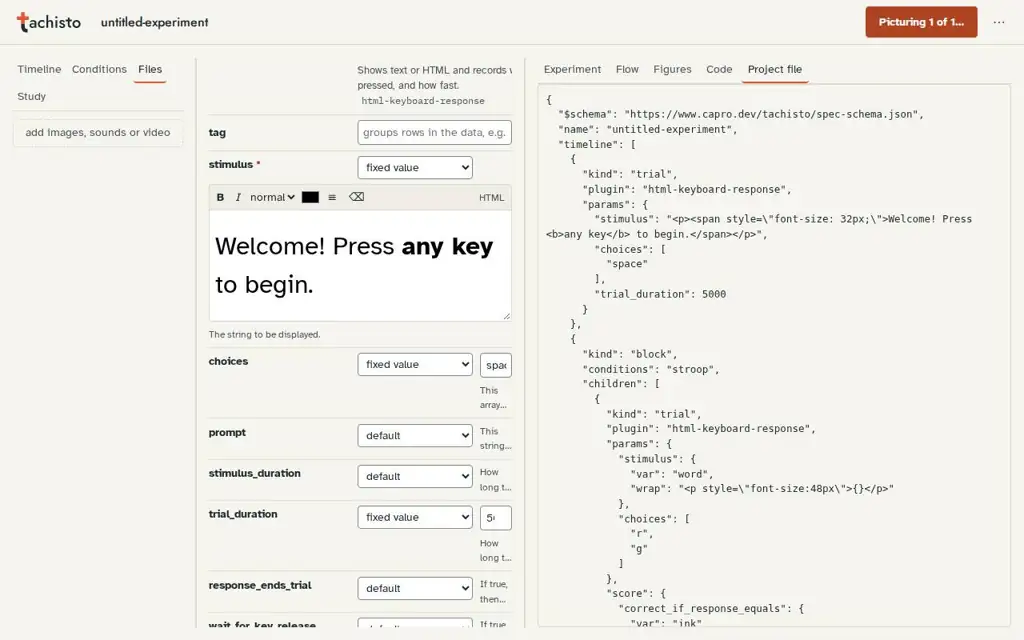 tachisto
untitled-experiment
Picturing 1 of 1...
...
Timeline
Conditions
Files
Study
add images, sounds or video
Shows text or HTML and records
pressed, and how fast.
html-keyboard-response
tag
groups rows in the data, e.g.
stimulus *
fixed value
B I normal
HTML
Welcome! Press any key
to begin.
The string to be displayed.
choices
fixed value
spac
This
array...
prompt
default
This
string...
stimulus_duration
default
How
long t...
trial_duration
fixed value
How
long t...
response_ends_trial
default
If true,
then...
wait_for_key_release
default
If true
Experiment
Flow
Figures
Code
Project file
{
"$schema": "https://www.capro.dev/tachisto/spec-schema.json",
"name": "untitled-experiment",
"timeline": [
{
"kind": "trial",
"plugin": "html-keyboard-response",
"params": {
"stimulus": "<p><span style=\"font-size: 32px;\">Welcome! Press
<b>any key</b> to begin.</span></p>",
"choices": [
"space"
],
"trial_duration": 5000
}
},
{
"kind": "block",
"conditions": "stroop",
"children": [
{
"kind": "trial",
"plugin": "html-keyboard-response",
"params": {
"stimulus": {
"var": "word",
"wrap": "<p style=\"font-size:48px\">{}</p>"
},
"choices": [
"r",
"g"
]
},
"score": {
"correct_if_response_equals": {
"var": "ink"